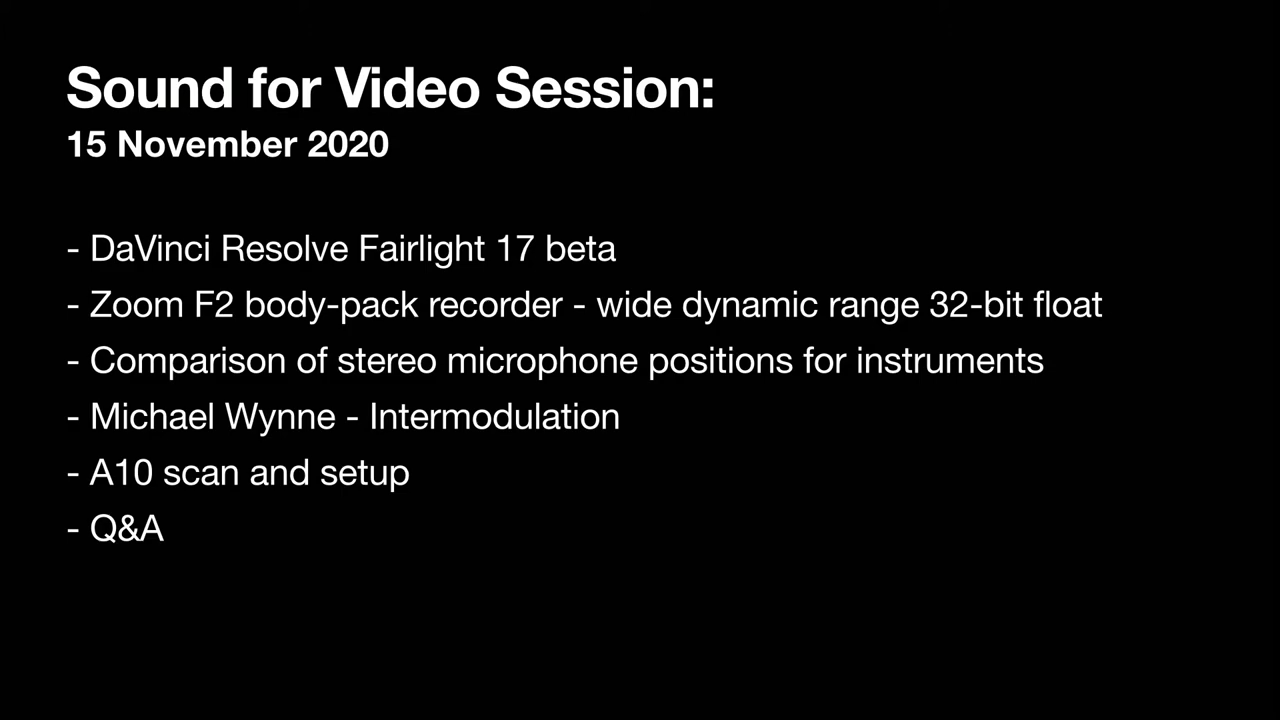 Sound for Video Session:
15 November 2020
- DaVinci Resolve Fairlight 17 beta
- Zoom F2 body-pack recorder - wide dynamic range 32-bit float
- Comparison of stereo microphone positions for instruments
- Michael Wynne - Intermodulation
- A10 scan and setup
- Q&A